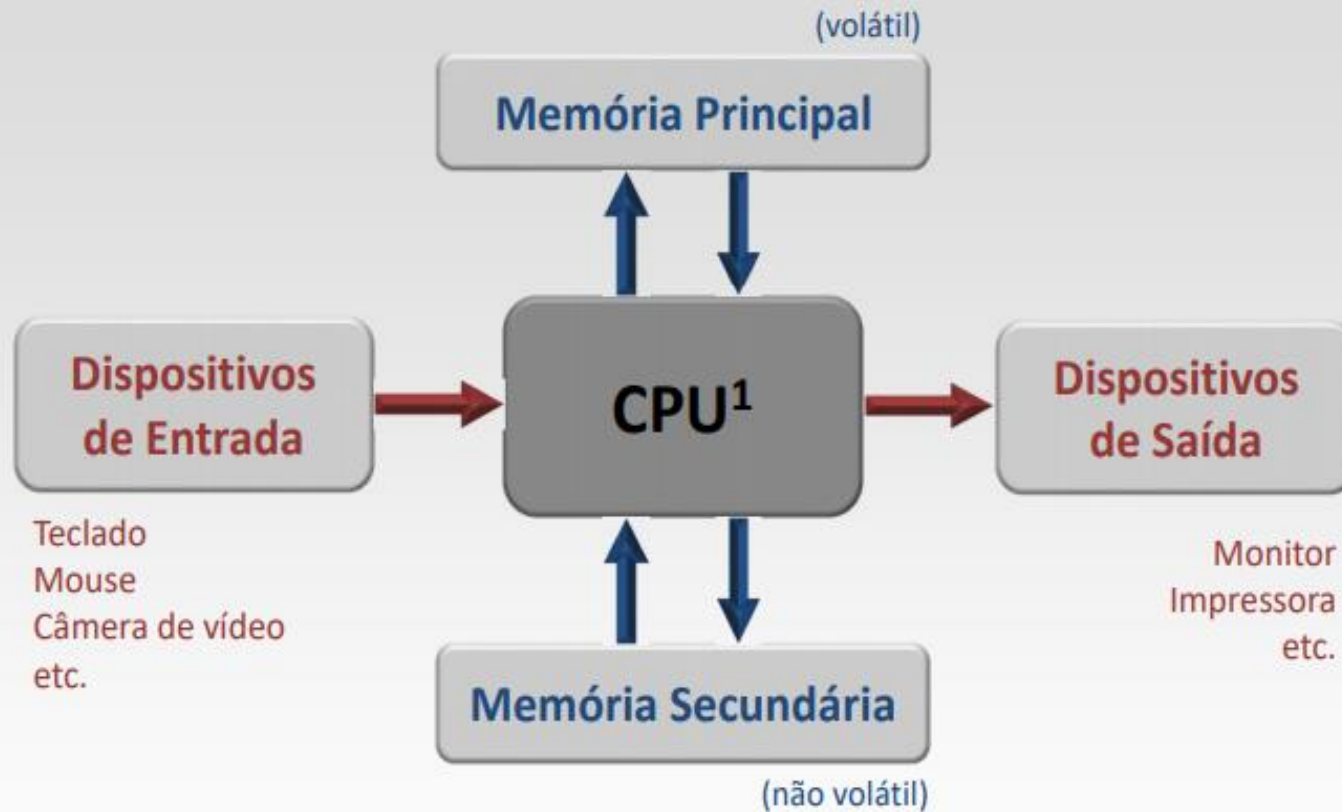 (volátil)
Memória Principal
Dispositivos
de Entrada
CPU¹
Dispositivos
de Saída
Teclado
Mouse
Câmera de vídeo
etc.
Monitor
Impressora
etc.
Memória Secundária
(não volátil)